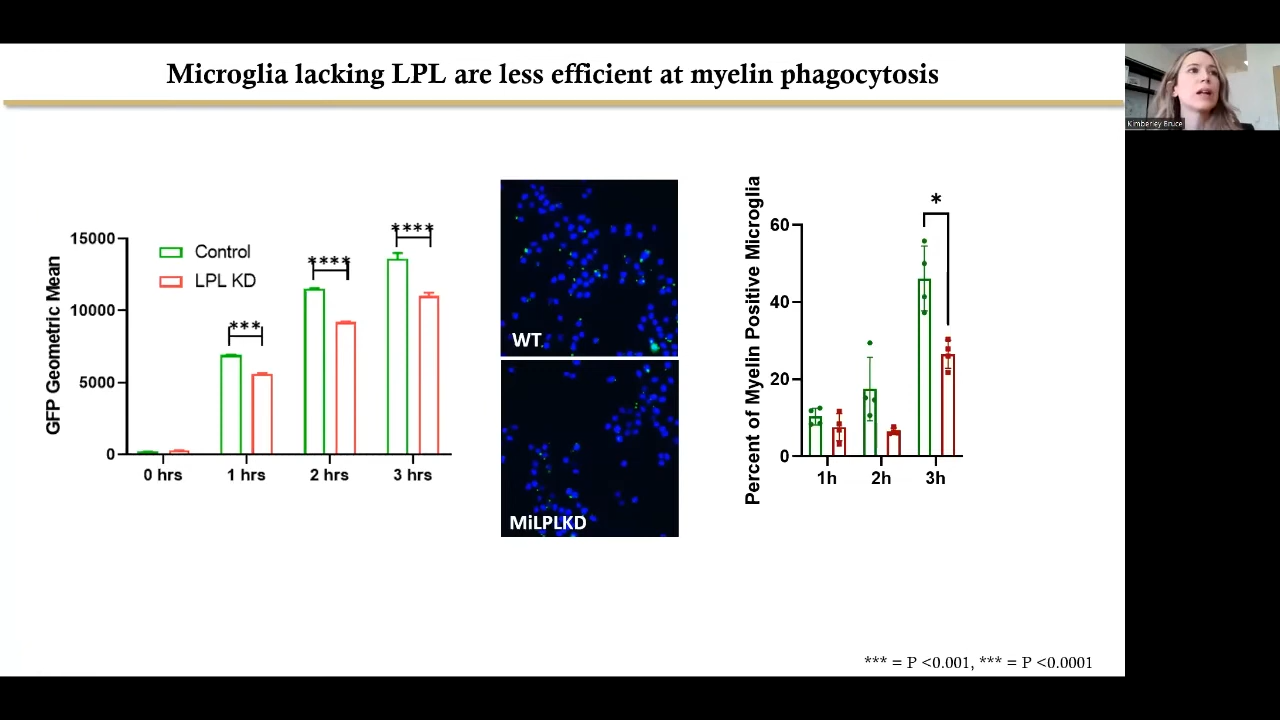 Microglia lacking LPL are less efficient at myelin phagocytosis
Kimberley Bruce
GFP Geometric Mean
15000
10000
5000
0
Control
LPL KD
***
****
****
0 hrs
1 hrs
2 hrs
3 hrs
WT
MiLPLKD
Percent of Myelin Positive Microglia
60
40
20
0
*
1h
2h
3h
*** = P <0.001, *** = P <0.0001